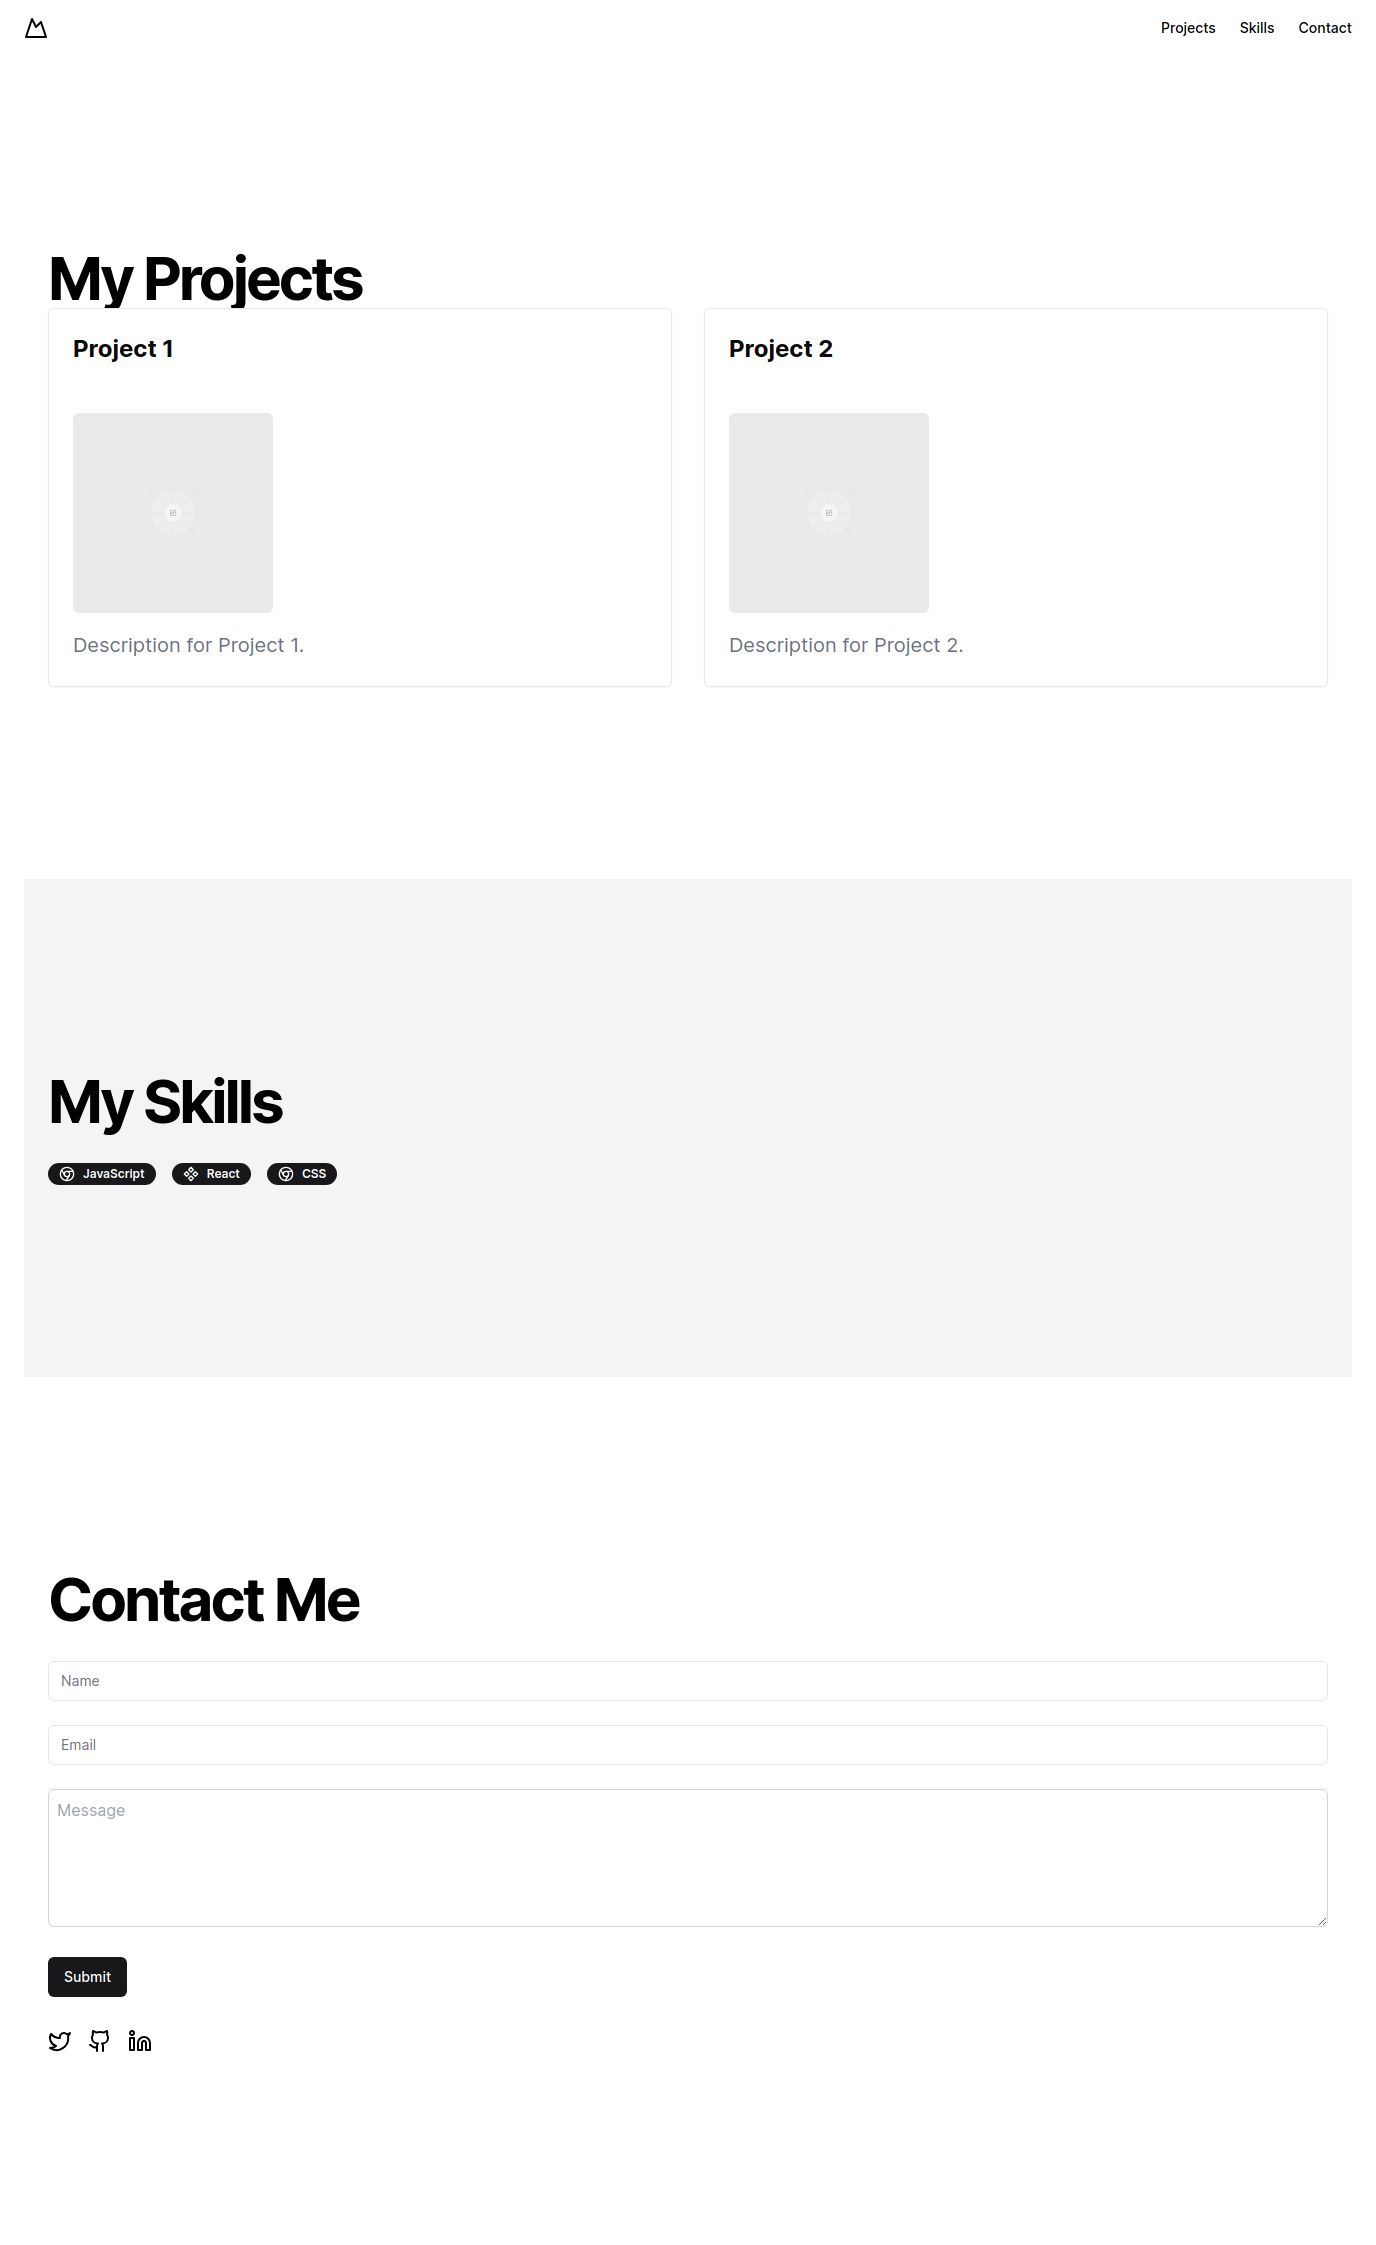 Projects Skills Contact
My Projects
Project 1
Project 2
Description for Project 1.
Description for Project 2.
My Skills
JavaScript React CSS
Contact Me
Name
Email
Message
Submit